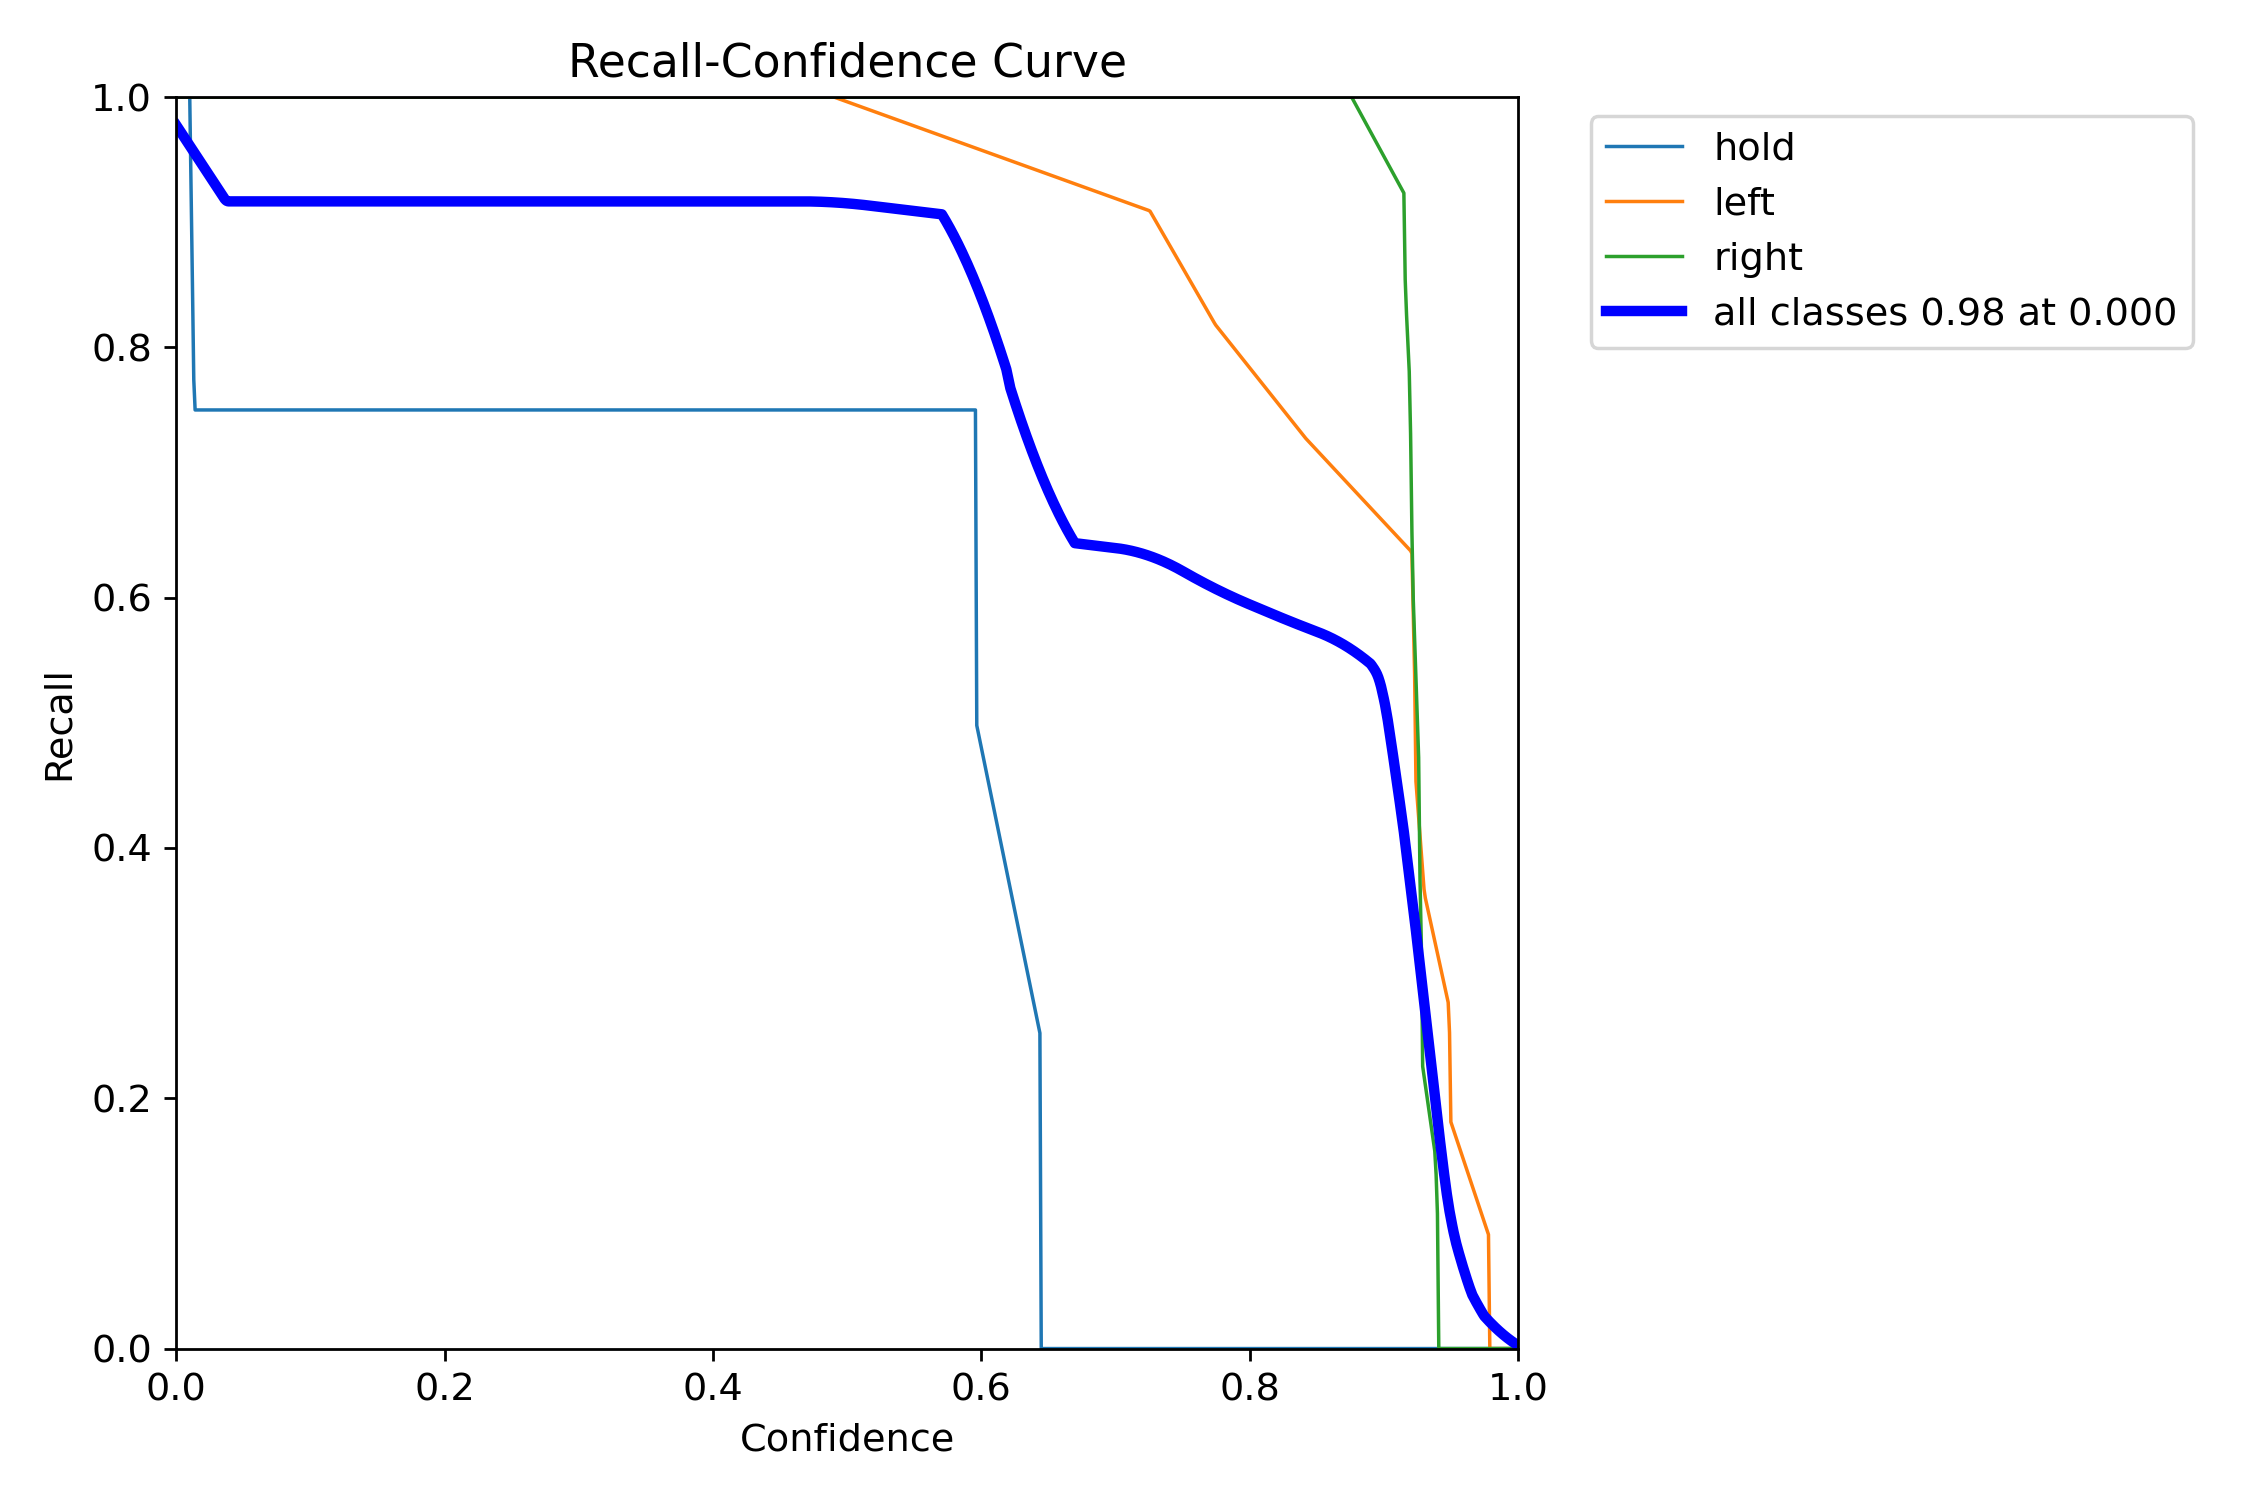 Recall-Confidence Curve
1.0
0.8
0.6
0.4
0.2
0.0
Recall
0.0 0.2 0.4 0.6 0.8 1.0
Confidence
hold
left
right
all classes 0.98 at 0.000